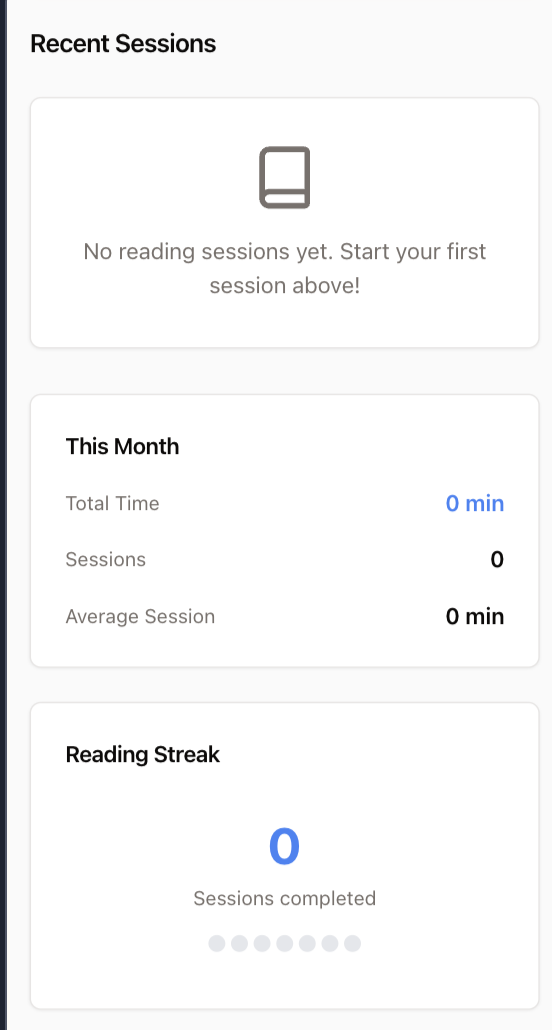 Recent Sessions
No reading sessions yet. Start your first
session above!
This Month
Total Time 0 min
Sessions 0
Average Session 0 min
Reading Streak
0
Sessions completed